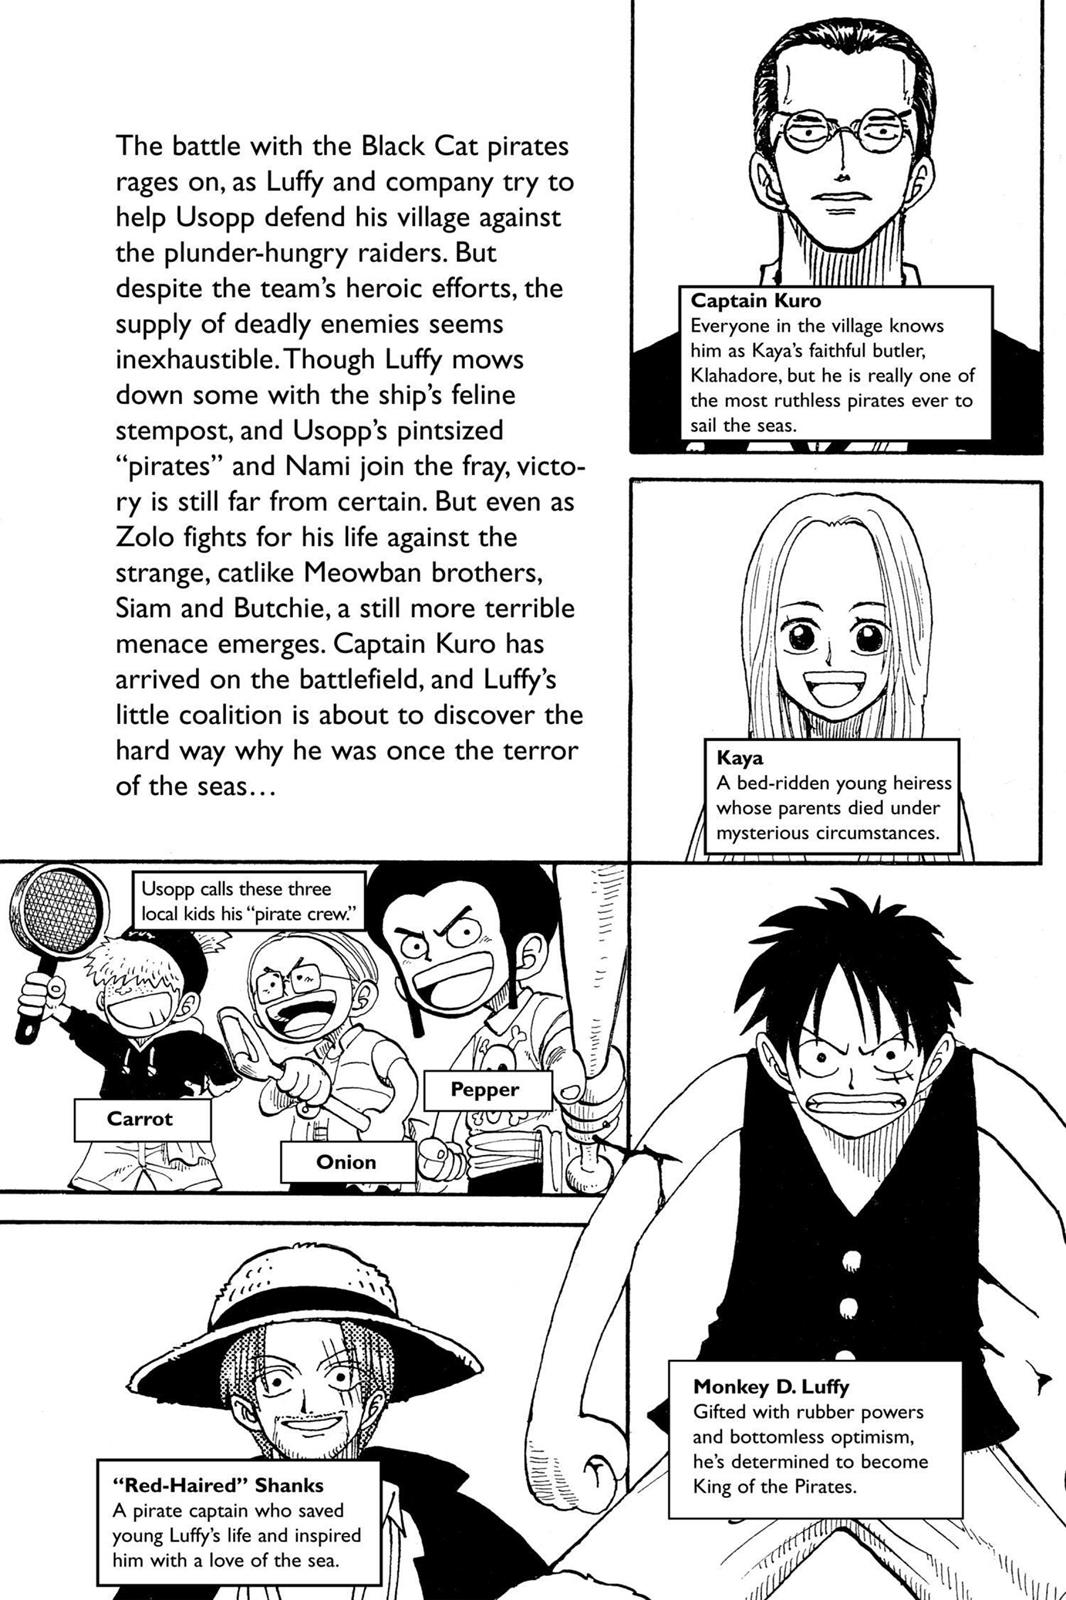 The battle with the Black Cat pirates
rages on, as Luffy and company try to
help Usopp defend his village against
the plunder-hungry raiders. But
despite the team’s heroic efforts, the
supply of deadly enemies seems
inexhaustible. Though Luffy mows
down some with the ship’s feline
stempost, and Usopp’s pintsized
“pirates” and Nami join the fray, victo-
ry is still far from certain. But even as
Zolo fights for his life against the
strange, catlike Meowban brothers,
Siam and Butchie, a still more terrible
menace emerges. Captain Kuro has
arrived on the battlefield, and Luffy’s
little coalition is about to discover the
hard way why he was once the terror
of the seas...
Captain Kuro
Everyone in the village knows
him as Kaya’s faithful butler,
Klahadore, but he is really one of
the most ruthless pirates ever to
sail the seas.
Kaya
A bed-ridden young heiress
whose parents died under
mysterious circumstances.
Usopp calls these three
local kids his “pirate crew.”
Carrot
Onion
Pepper
Monkey D. Luffy
Gifted with rubber powers
and bottomless optimism,
he’s determined to become
King of the Pirates.
“Red-Haired” Shanks
A pirate captain who saved
young Luffy’s life and inspired
him with a love of the sea.